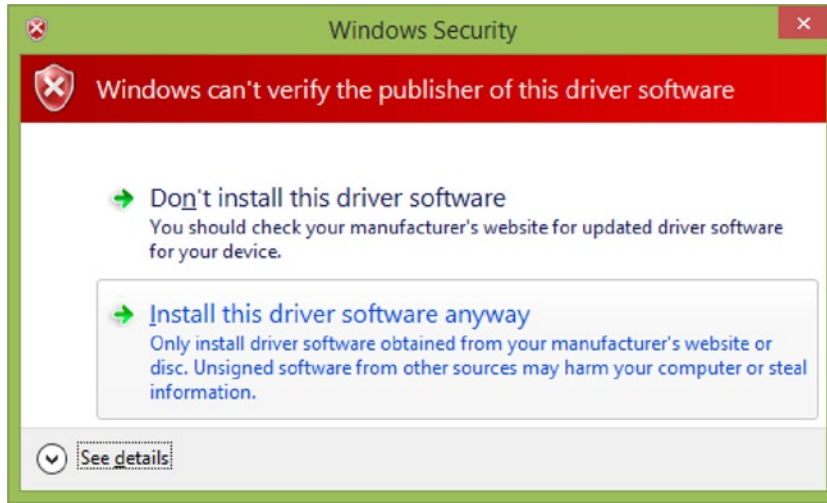 Windows Security
Windows can't verify the publisher of this driver software
Don't install this driver software
You should check your manufacturer's website for updated driver software
for your device.
Install this driver software anyway
Only install driver software obtained from your manufacturer's website or
disc. Unsigned software from other sources may harm your computer or steal
information.
See details